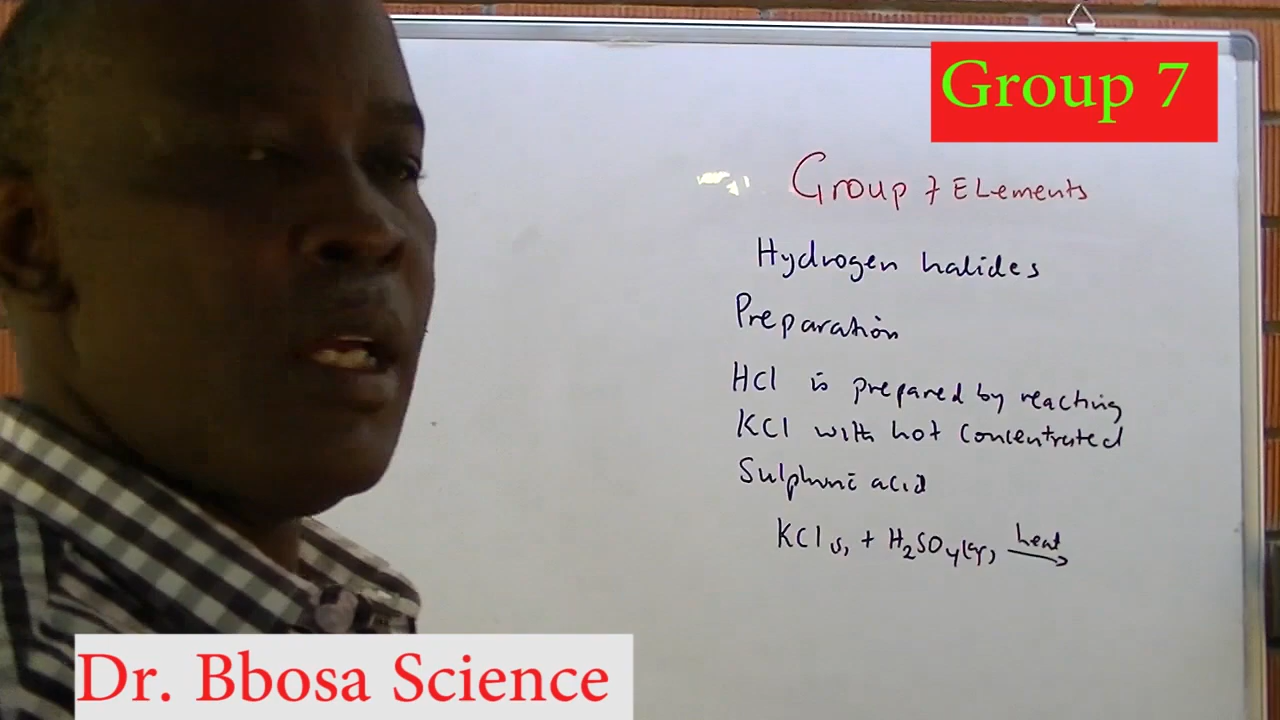 Group 7
Group 7 Elements
Hydrogen halides
Preparation
HCl is prepared by reacting
KCl with hot concentrated
Sulphuric acid
KCl(s) + H₂SO₄(aq) heat →
Dr. Bbosa Science